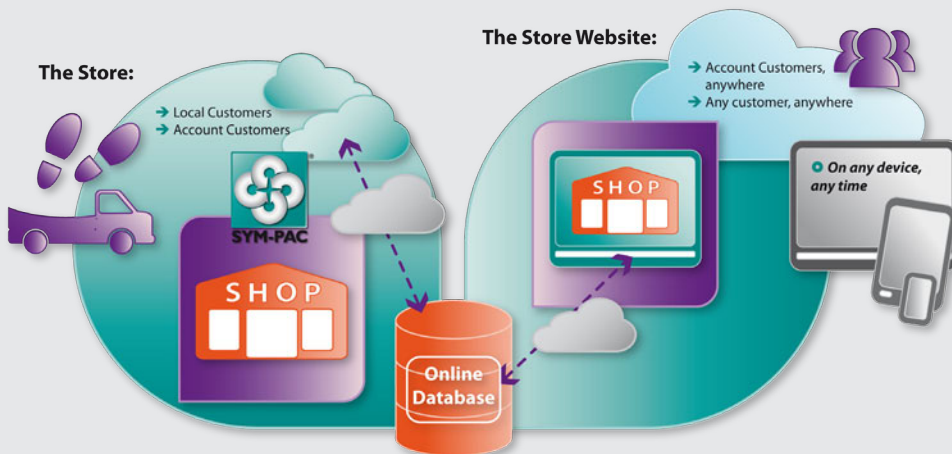 The Store:
➔ Local Customers
➔ Account Customers
SYM-PAC
®
SHOP
Online
Database
The Store Website:
➔ Account Customers,
anywhere
➔ Any customer, anywhere
SHOP
On any device,
any time